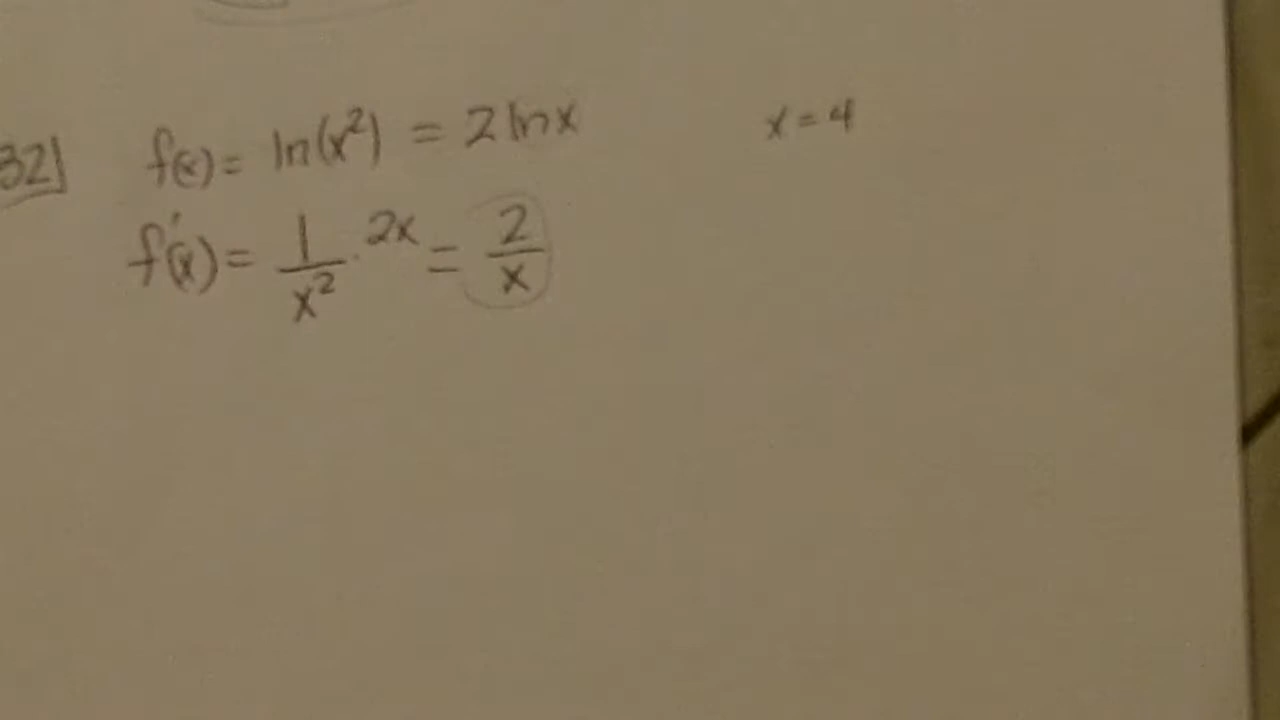 32] f(x) = ln(x²) = 2 ln x x = 4
f'(x) = 1/x² · 2x = 2/x